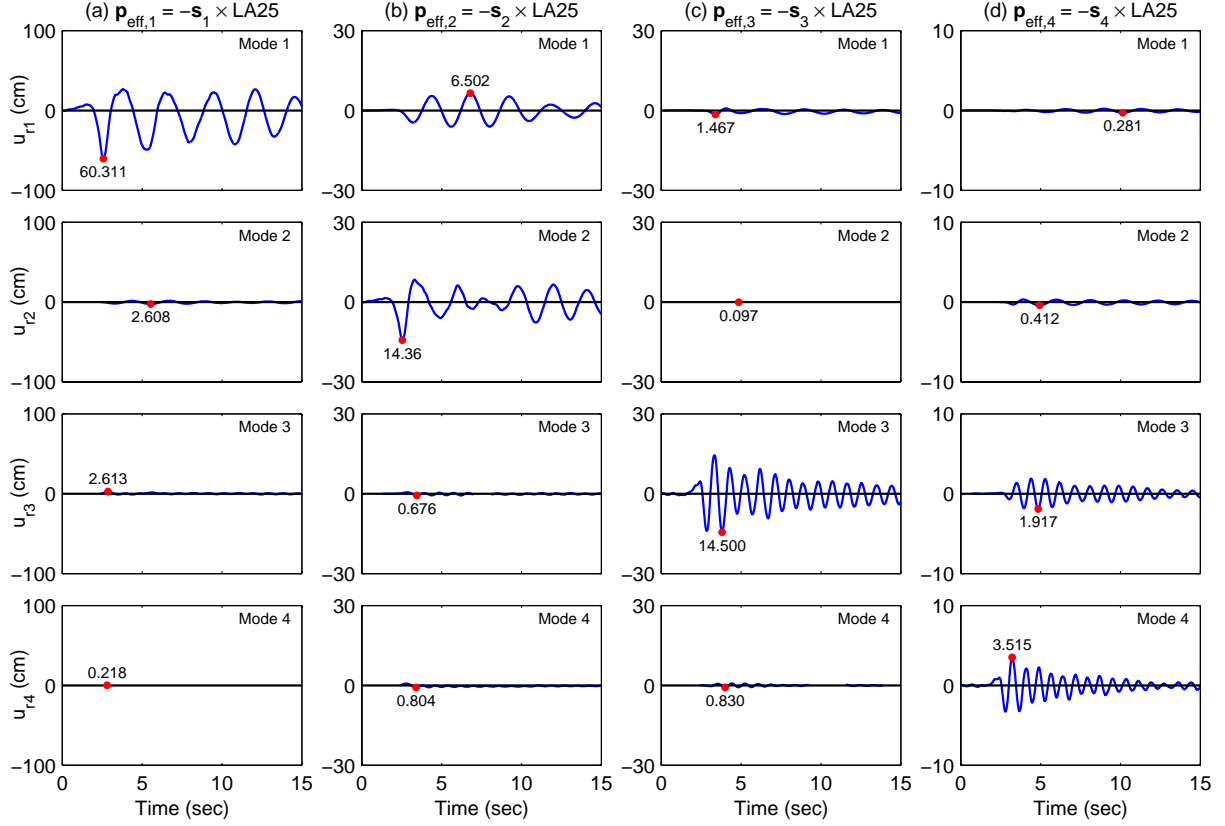 (a) p_eff,1 = −s_1 × LA25
(b) p_eff,2 = −s_2 × LA25
(c) p_eff,3 = −s_3 × LA25
(d) p_eff,4 = −s_4 × LA25
100 30 30 10
Mode 1 Mode 1 Mode 1 Mode 1
6.502
u_r1 (cm)
0 0 0 0
60.311 1.467 0.281
−100 −30 −30 −10
100 30 30 10
Mode 2 Mode 2 Mode 2 Mode 2
u_r2 (cm)
0 0 0 0
2.608 14.36 0.097 0.412
−100 −30 −30 −10
100 30 30 10
Mode 3 Mode 3 Mode 3 Mode 3
2.613
u_r3 (cm)
0 0 0 0
0.676 14.500 1.917
−100 −30 −30 −10
100 30 30 10
Mode 4 Mode 4 Mode 4 Mode 4
0.218 3.515
u_r4 (cm)
0 0 0 0
0.804 0.830
−100 −30 −30 −10
0 5 10 15 0 5 10 15 0 5 10 15 0 5 10 15
Time (sec) Time (sec) Time (sec) Time (sec)